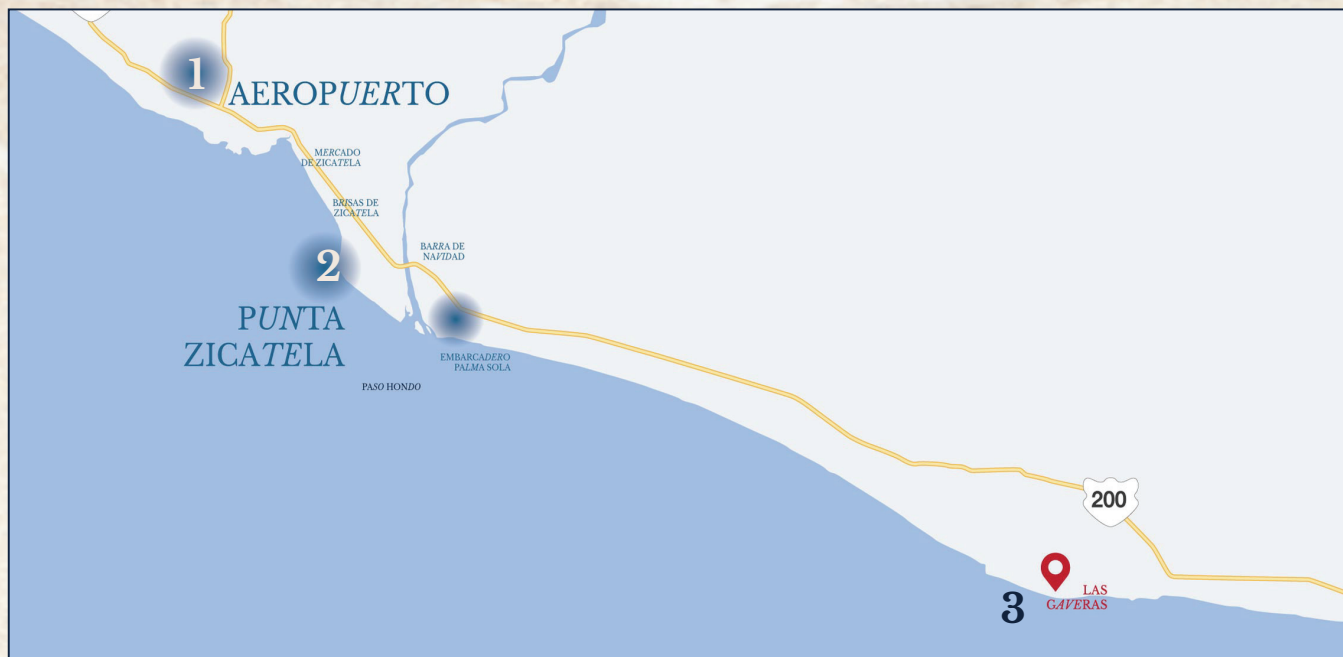 1
AEROPUERTO
MERCADO
DE ZICATELA
BRISAS DE
ZICATELA
2
BARRA DE
NAVIDAD
PUNTA
ZICATELA
EMBARCADERO
PALMA SOLA
PASO HONDO
200
3
LAS
GAVERAS